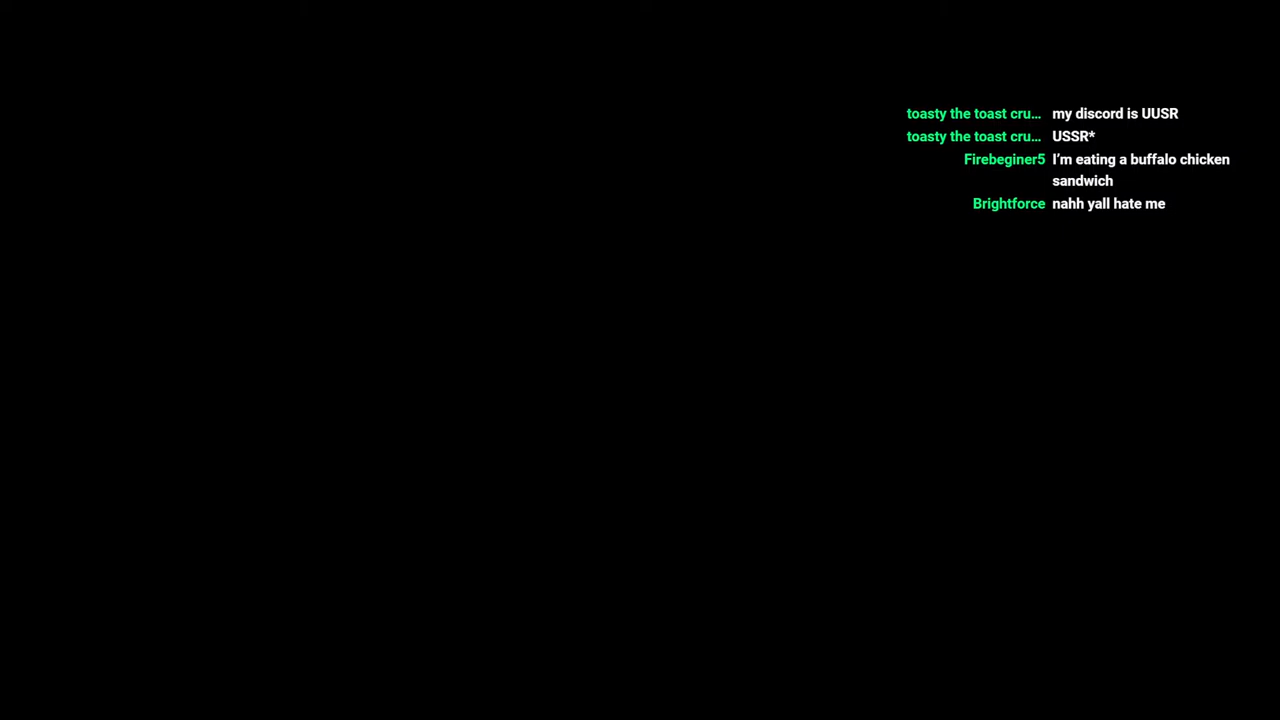 toasty the toast cru… my discord is UUSR
toasty the toast cru… USSR*
Firebeginer5 I’m eating a buffalo chicken
sandwich
Brightforce nahh yall hate me